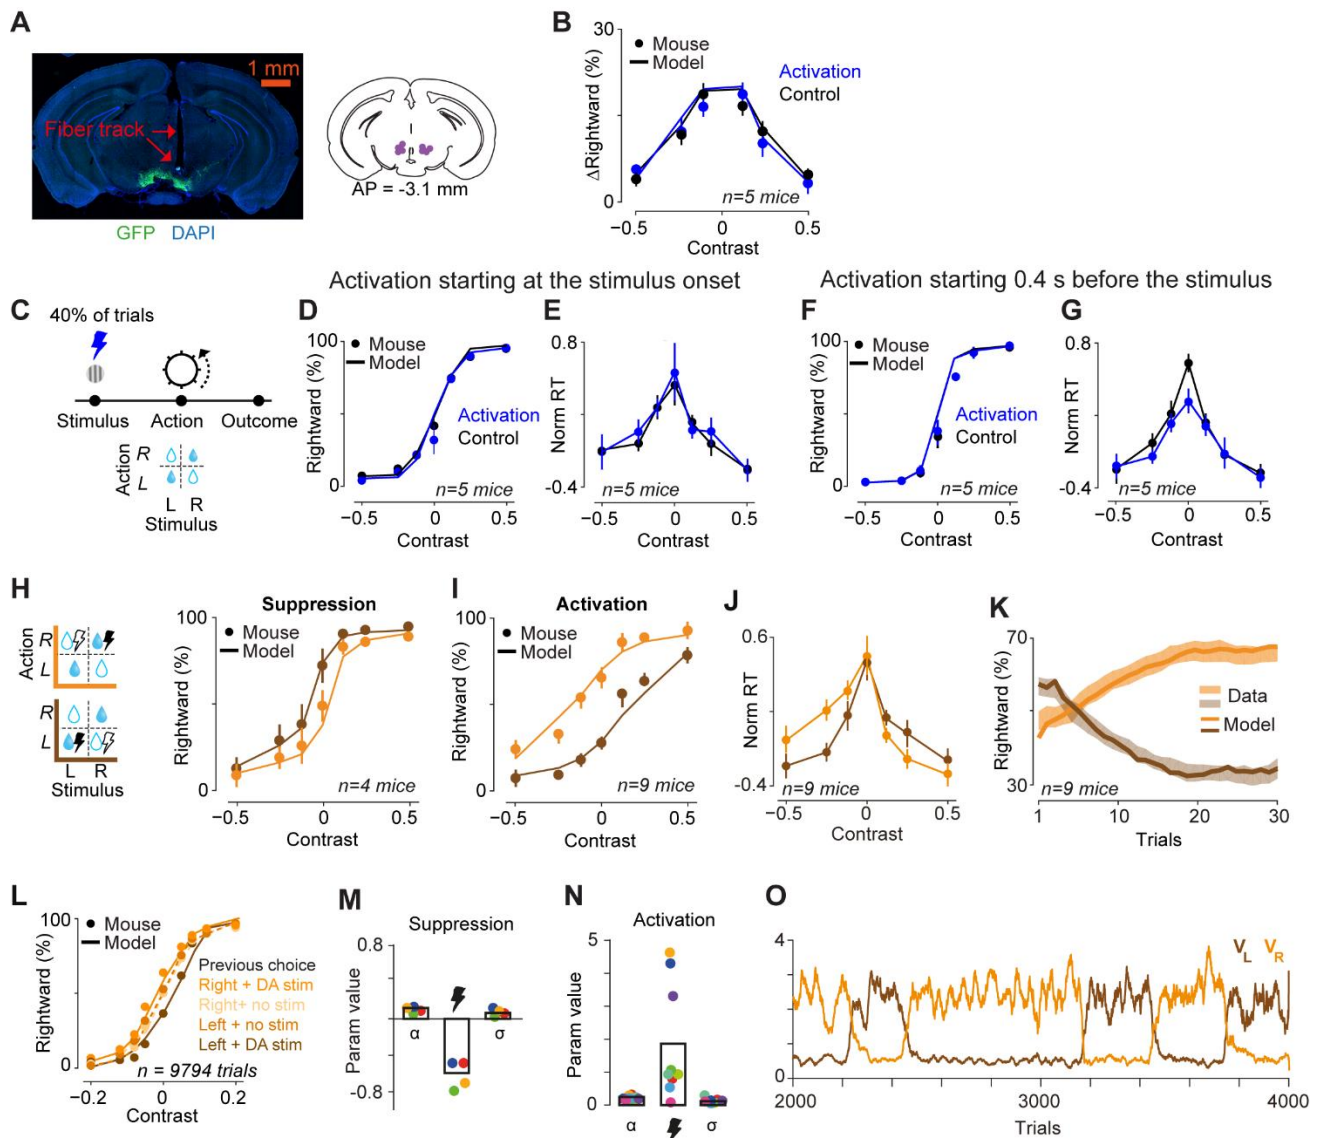 A
1 mm
Fiber track
GFP DAPI
AP = -3.1 mm
B
30
Mouse
Model
Activation
Control
ΔRightward (%)
0
n=5 mice
−0.5 0 0.5
Contrast
Activation starting at the stimulus onset
Activation starting 0.4 s before the stimulus
C
40% of trials
Stimulus Action Outcome
Action
R
L
L R
Stimulus
D
100
Mouse
Model
Rightward (%)
Activation
Control
0
n=5 mice
−0.5 0 0.5
Contrast
E
0.8
Norm RT
-0.4
n=5 mice
−0.5 0 0.5
Contrast
F
100
Mouse
Model
Rightward (%)
Activation
Control
0
n=5 mice
−0.5 0 0.5
Contrast
G
0.8
Norm RT
-0.4
n=5 mice
−0.5 0 0.5
Contrast
H
Action
R
L
R
L
L R
Stimulus
Suppression
100
Mouse
Model
Rightward (%)
0
n=4 mice
−0.5 0 0.5
Contrast
I
Activation
100
Mouse
Model
Rightward (%)
0
n=9 mice
−0.5 0 0.5
Contrast
J
0.6
Norm RT
-0.4
n=9 mice
−0.5 0 0.5
Contrast
K
70
Rightward (%)
Data
Model
30
n=9 mice
1 10 20 30
Trials
L
100
Mouse
Model
Rightward (%)
Previous choice
Right + DA stim
Right+ no stim
Left + no stim
Left + DA stim
0
n = 9794 trials
−0.2 0 0.2
Contrast
M
Suppression
0.8
Param value
α σ
-0.8
N
Activation
5
Param value
0
α σ
O
4
V_L V_R
2
0
2000 3000 4000
Trials